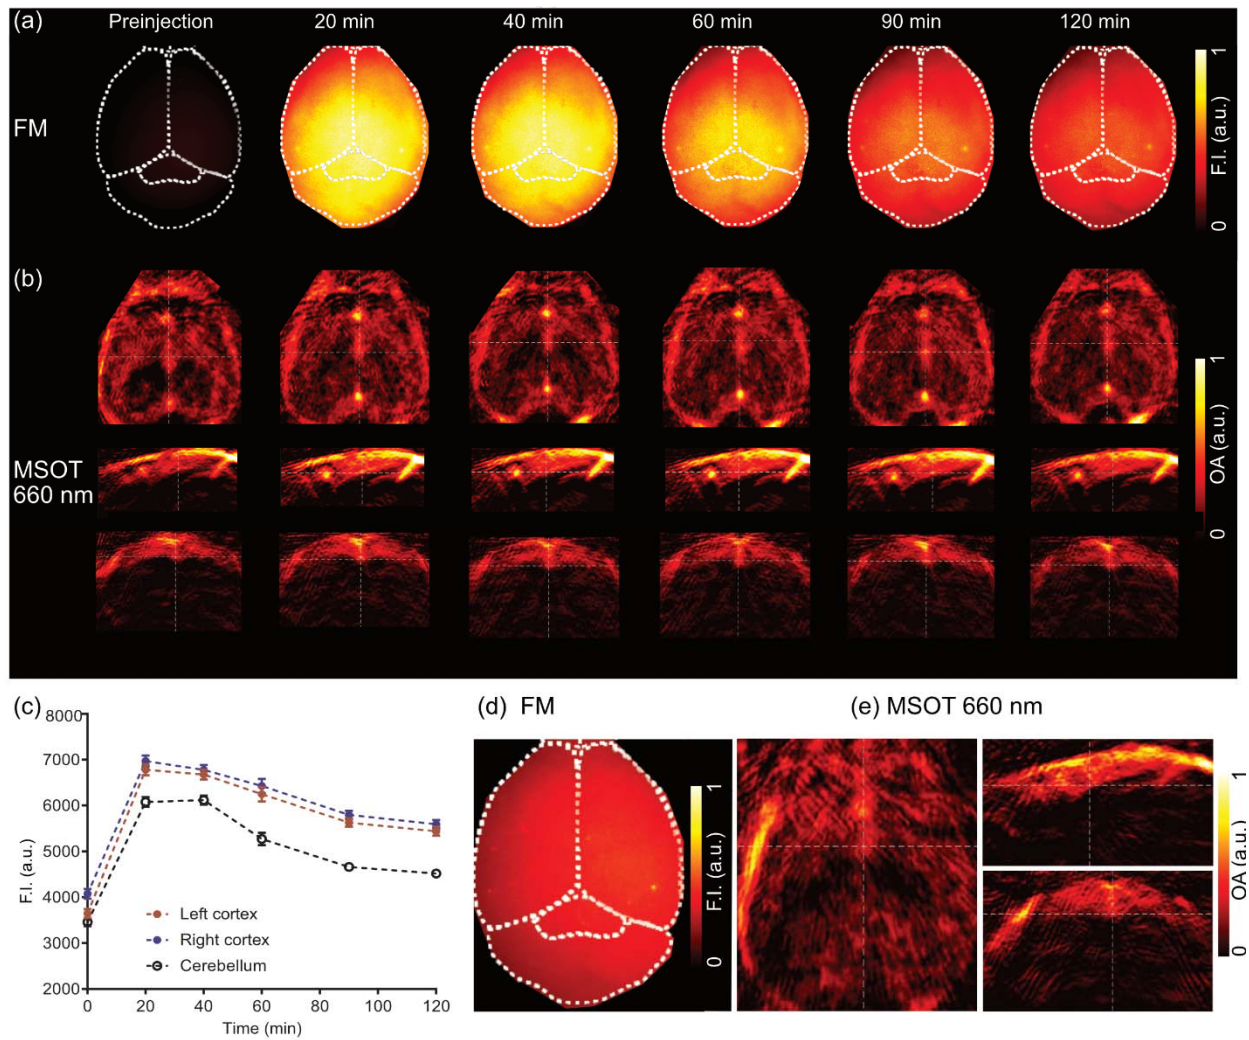 (a)
Preinjection 20 min 40 min 60 min 90 min 120 min
FM
1
F.I. (a.u.)
0
(b)
MSOT
660 nm
1
OA (a.u.)
0
(c)
8000
7000
6000
5000
4000
3000
2000
F.I. (a.u.)
Left cortex
Right cortex
Cerebellum
0 20 40 60 80 100 120
Time (min)
(d) FM
1
F.I. (a.u.)
0
(e) MSOT 660 nm
1
OA (a.u.)
0